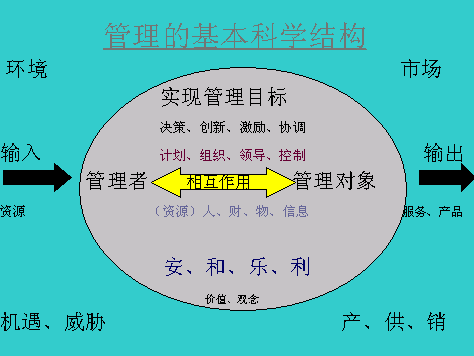 管理的基本科学结构
环境
市场
实现管理目标
决策、创新、激励、协调
输入
计划、组织、领导、控制
输出
管理者
相互作用
管理对象
资源
（资源）人、财、物、信息
服务、产品
安、和、乐、利
价值、观念
机遇、威胁
产、供、销